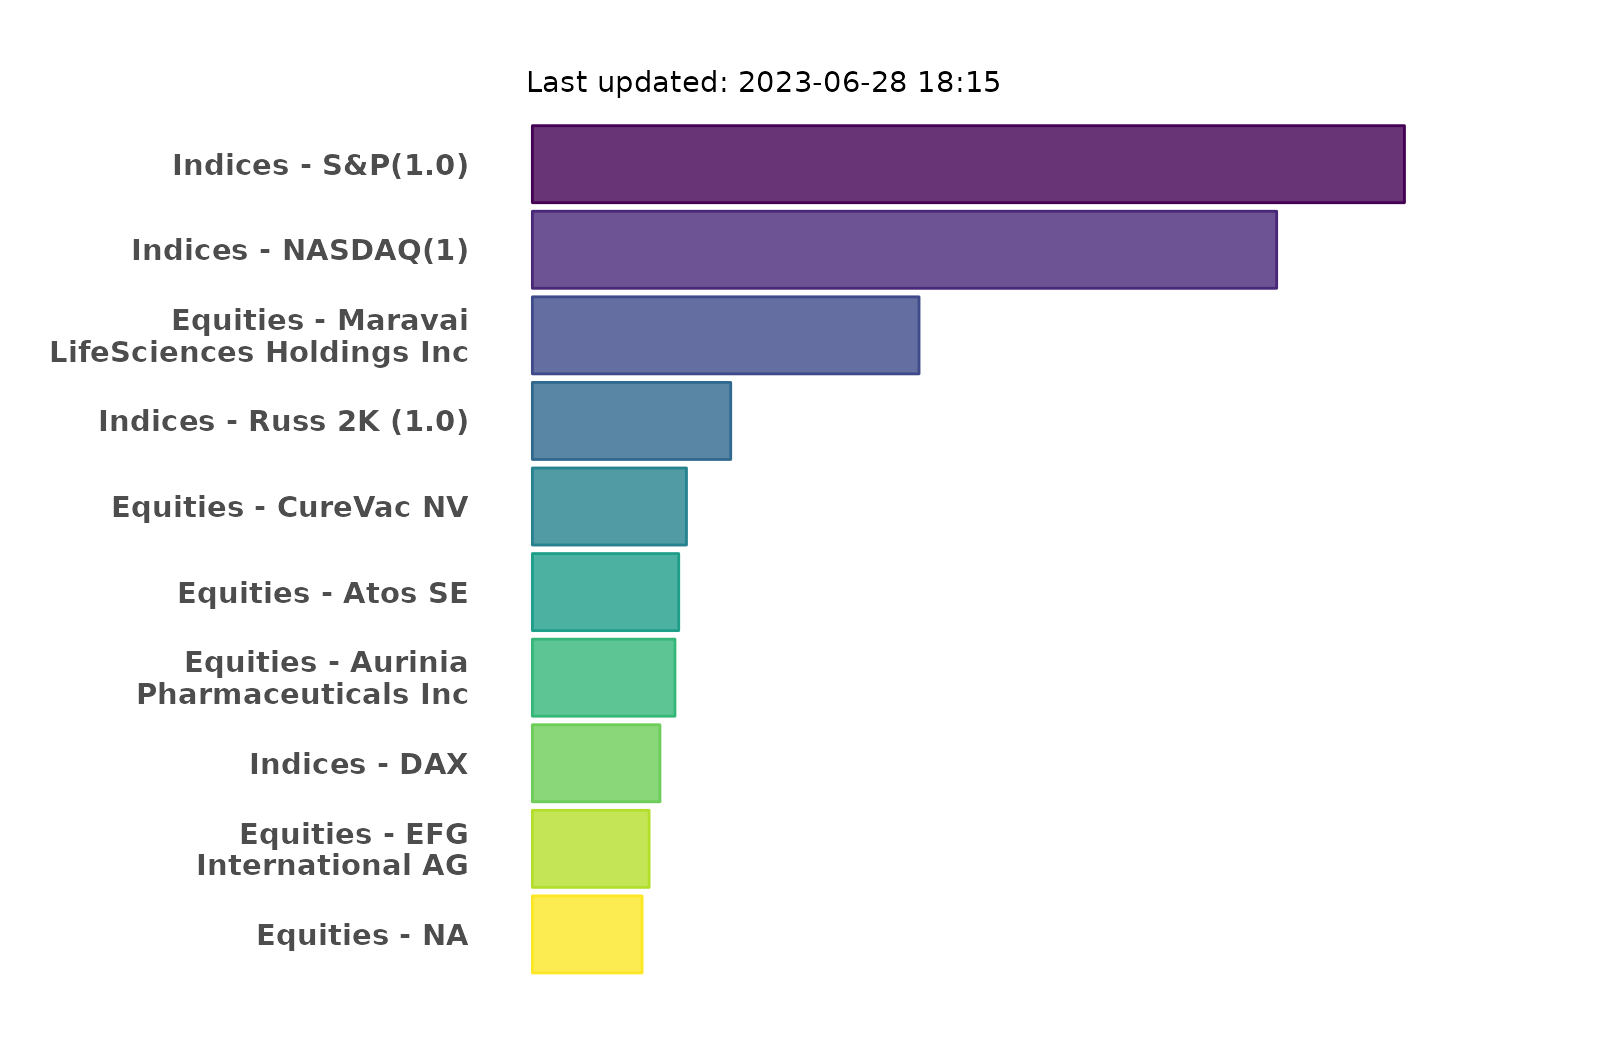 Last updated: 2023-06-28 18:15
Indices - S&P(1.0)
Indices - NASDAQ(1)
Equities - Maravai
LifeSciences Holdings Inc
Indices - Russ 2K (1.0)
Equities - CureVac NV
Equities - Atos SE
Equities - Aurinia
Pharmaceuticals Inc
Indices - DAX
Equities - EFG
International AG
Equities - NA